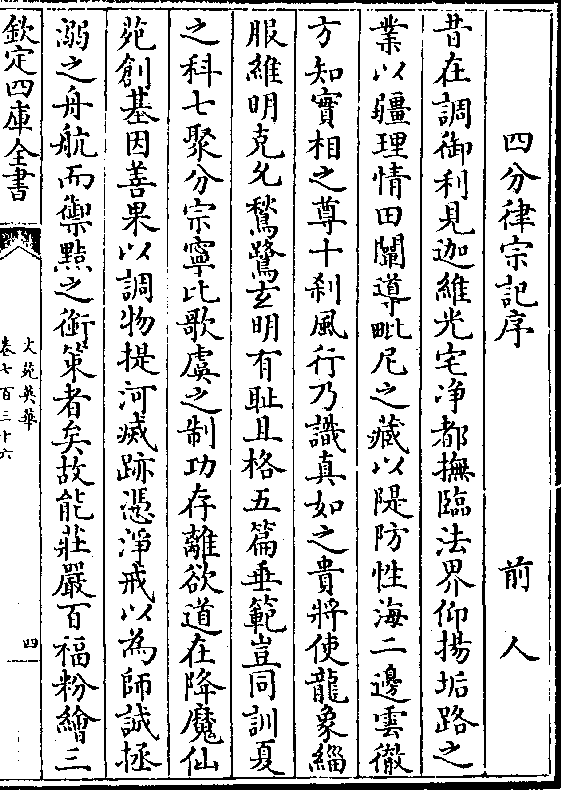 四分律宗記序　前人
昔在調御利見迦維光宅净都撫臨法界仰揚垢路之
業以疆理情田闡導毗尼之藏以隄防性海二邊雲徹
方知實相之尊十刹風行乃識真如之貴將使龍象緇
服維明克允鶖鷺玄明有耻且格五篇垂範豈同訓夏
之科七聚分宗寧比歌虞之制功存離欲道在降魔仙
苑創基因善果以調物提河滅跡憑淨戒以為師誠拯
溺之舟航而禦㸃之銜策者矣故能莊嚴百福粉繪三
欽定四庫全書
文苑英華
卷七百三十六
四